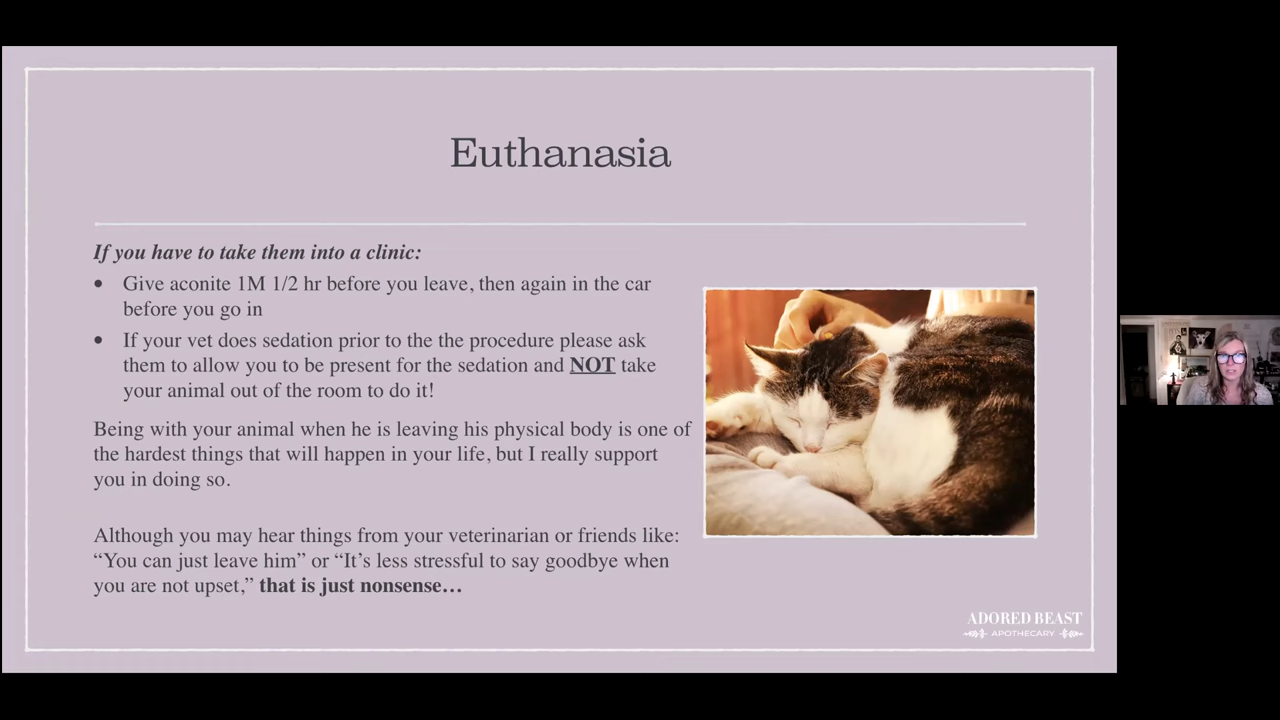 Euthanasia
If you have to take them into a clinic:
• Give aconite 1M 1/2 hr before you leave, then again in the car
before you go in
• If your vet does sedation prior to the the procedure please ask
them to allow you to be present for the sedation and NOT take
your animal out of the room to do it!
Being with your animal when he is leaving his physical body is one of
the hardest things that will happen in your life, but I really support
you in doing so.
Although you may hear things from your veterinarian or friends like:
“You can just leave him” or “It’s less stressful to say goodbye when
you are not upset,” that is just nonsense…
ADORED BEAST
APOTHECARY